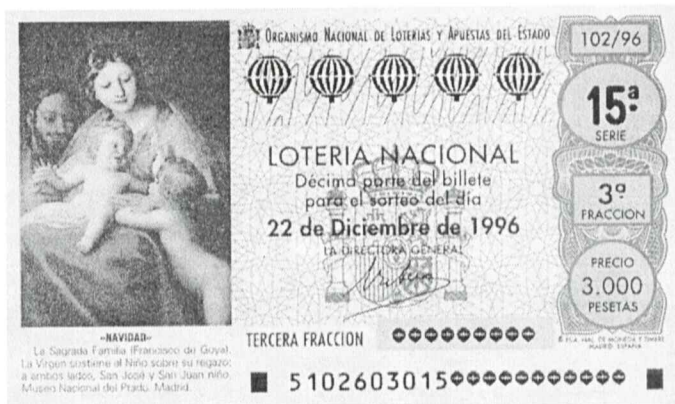 ORGANISMO NACIONAL DE LOTERIAS Y APUESTAS DEL ESTADO
102/96
15ª
SERIE
LOTERIA NACIONAL
Décima parte del billete
para el sorteo del día
22 de Diciembre de 1996
LA DIRECTORA GENERAL
3ª
FRACCION
PRECIO
3.000
PESETAS
TERCERA FRACCION
5102603015
«NAVIDAD»
La Sagrada Familia (Francisco de Goya).
La Virgen sostiene al Niño sobre su regazo;
a ambos lados, San José y San Juan niño.
Museo Nacional del Prado. Madrid.